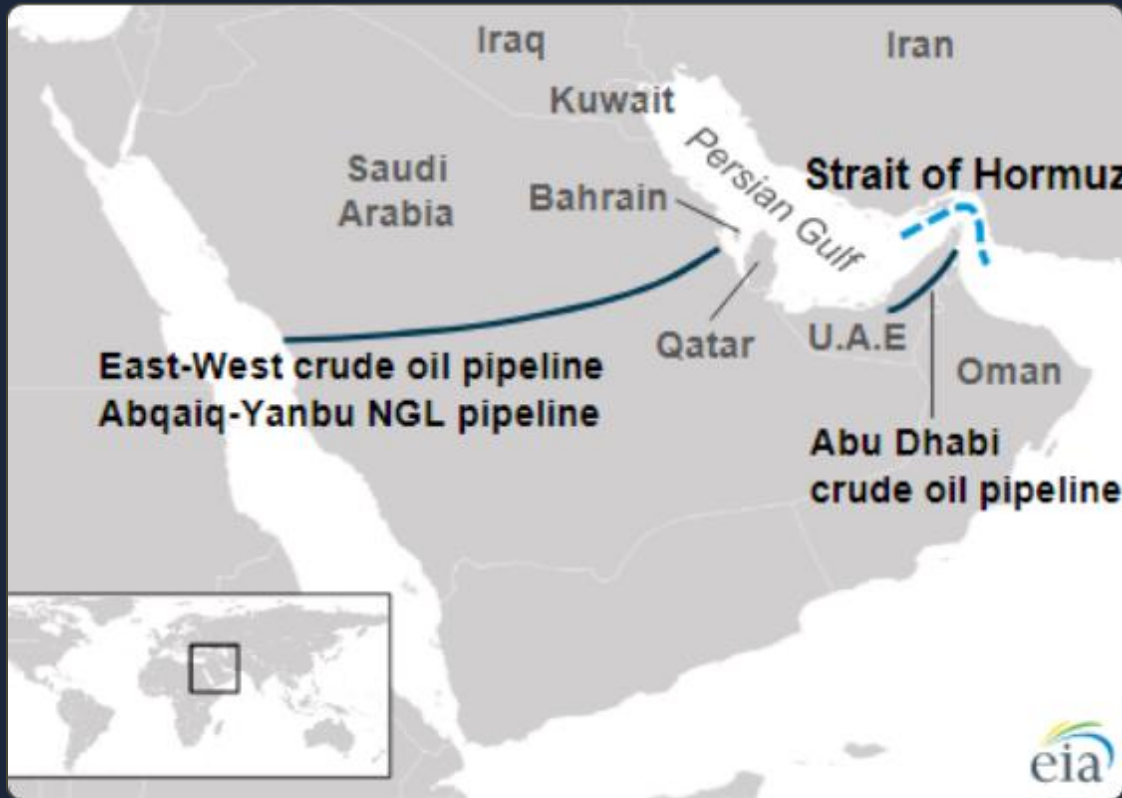 Iraq
Iran
Kuwait
Persian Gulf
Saudi
Arabia
Strait of Hormuz
Bahrain
Qatar
U.A.E
Oman
East-West crude oil pipeline
Abqaiq-Yanbu NGL pipeline
Abu Dhabi
crude oil pipeline
eia